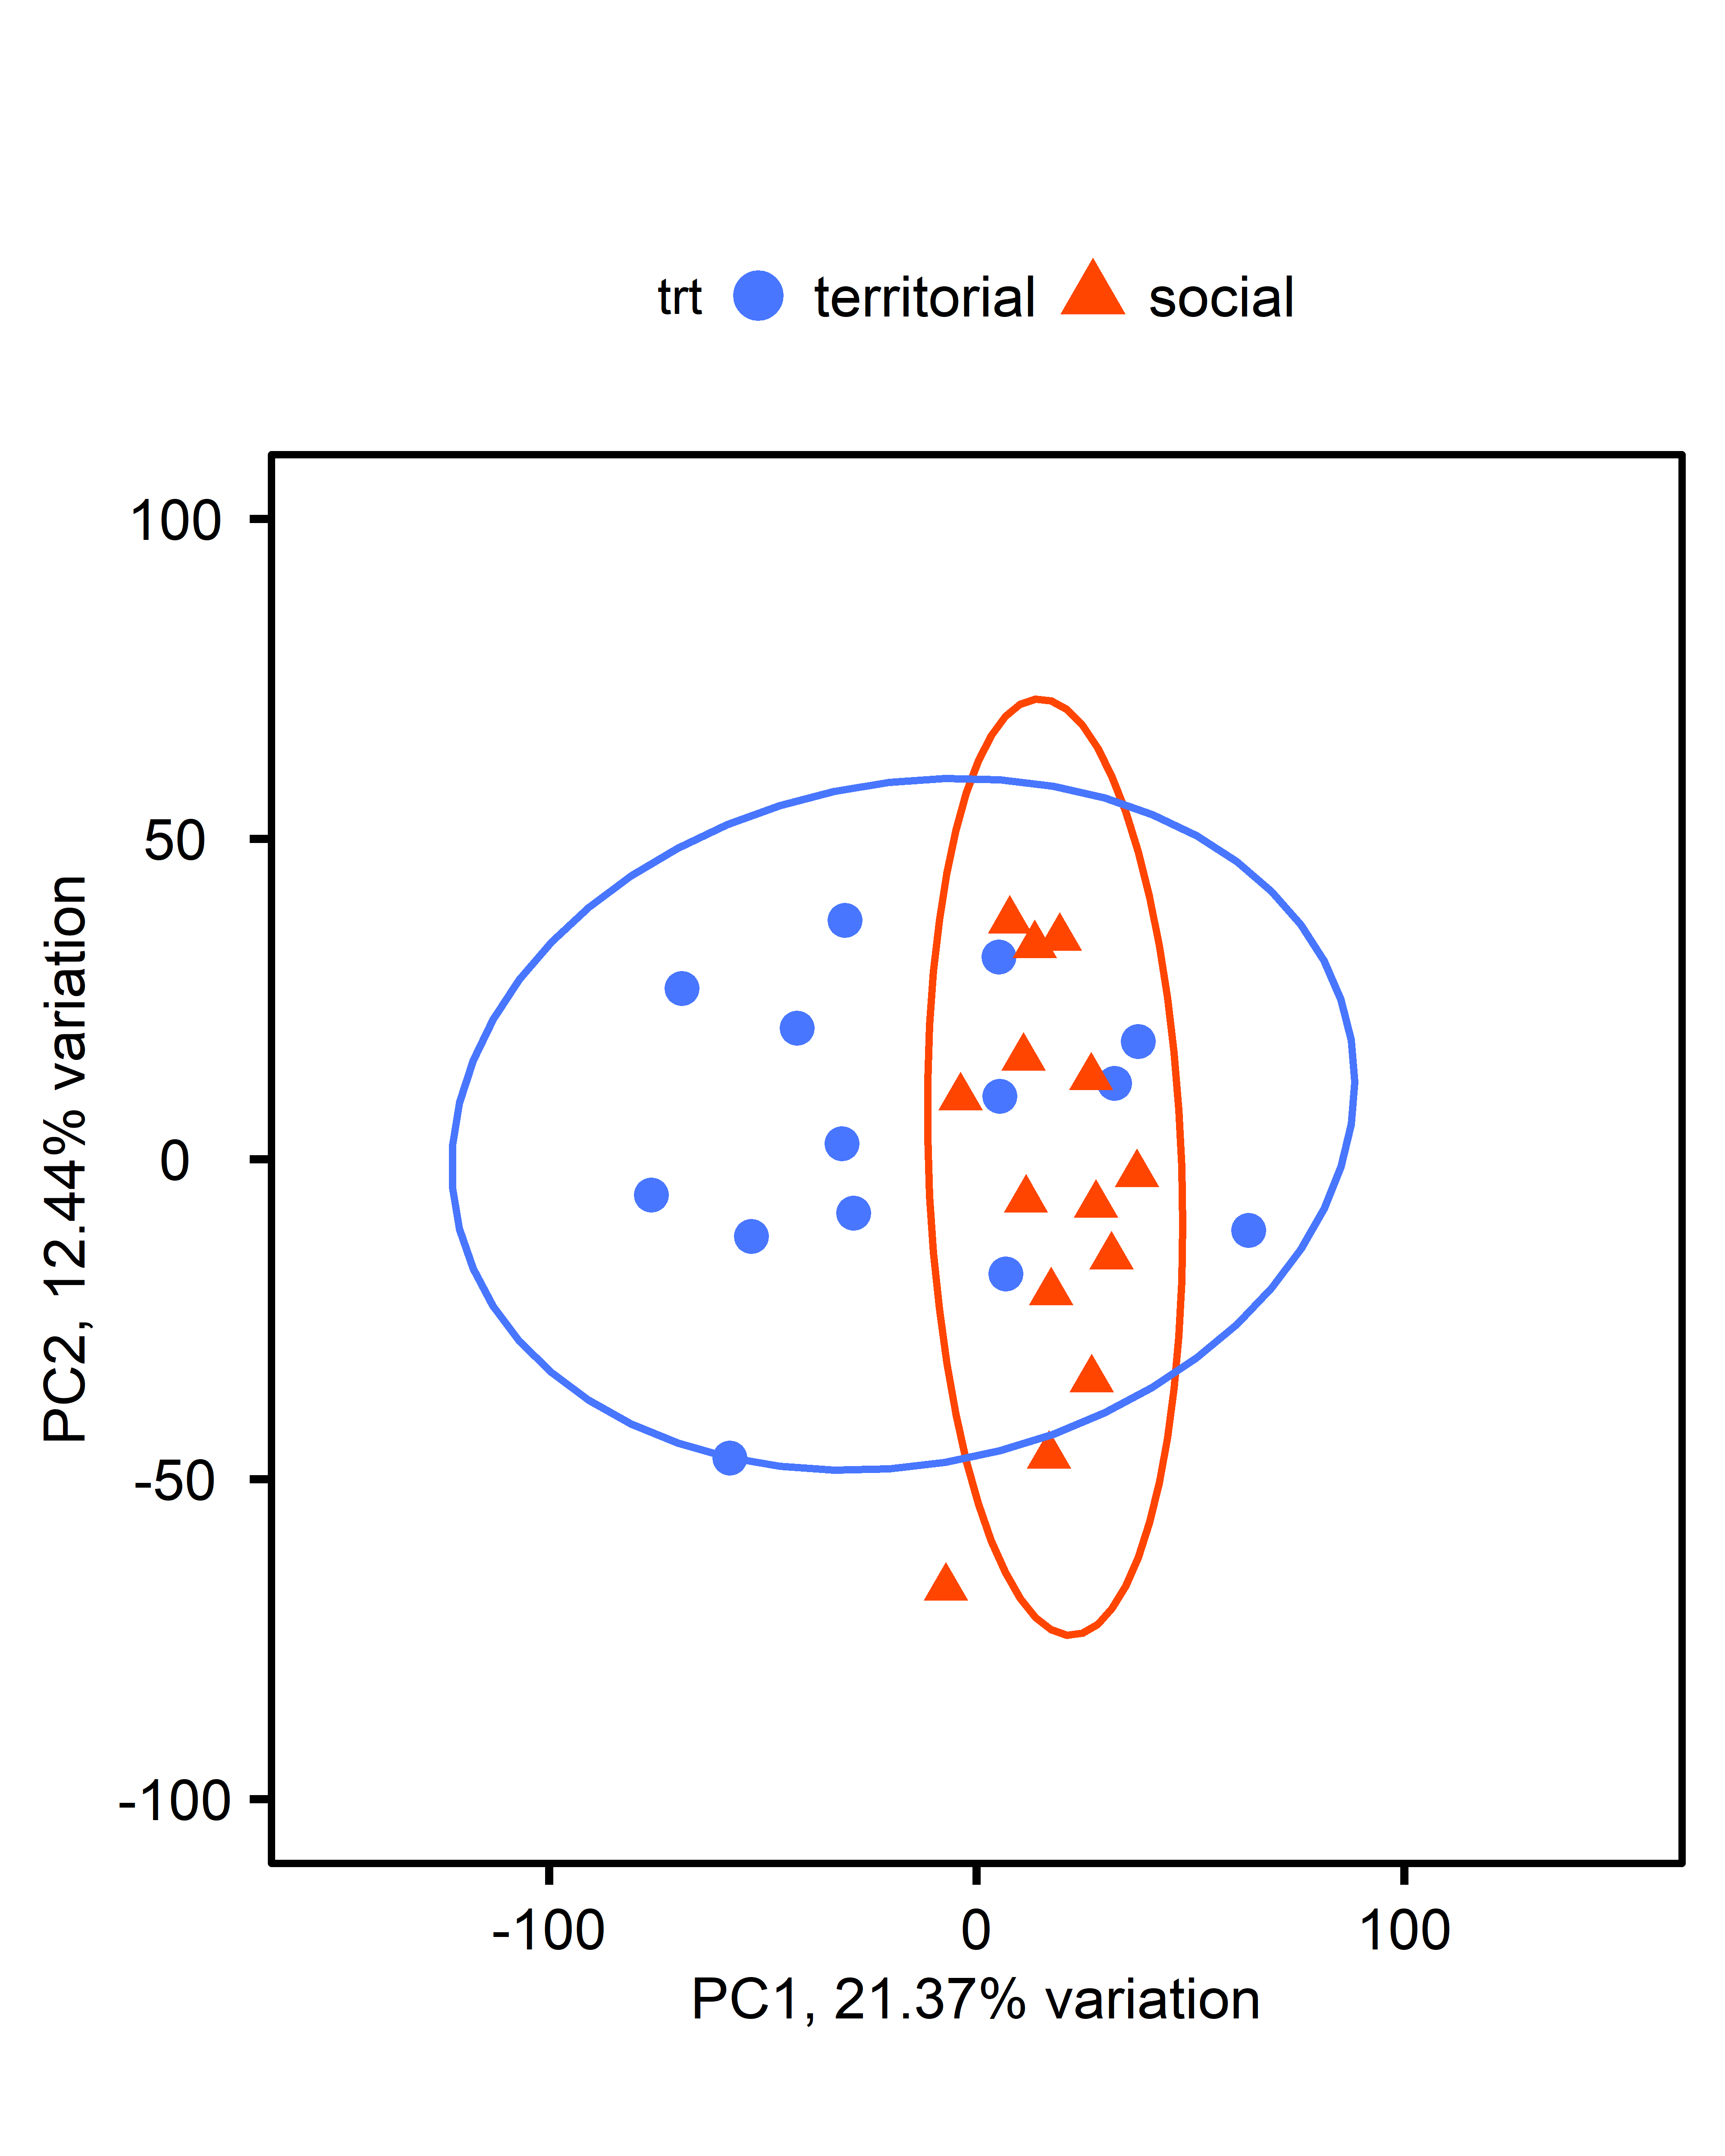 trt territorial social
100
50
0
-50
-100
PC2, 12.44% variation
-100 0 100
PC1, 21.37% variation